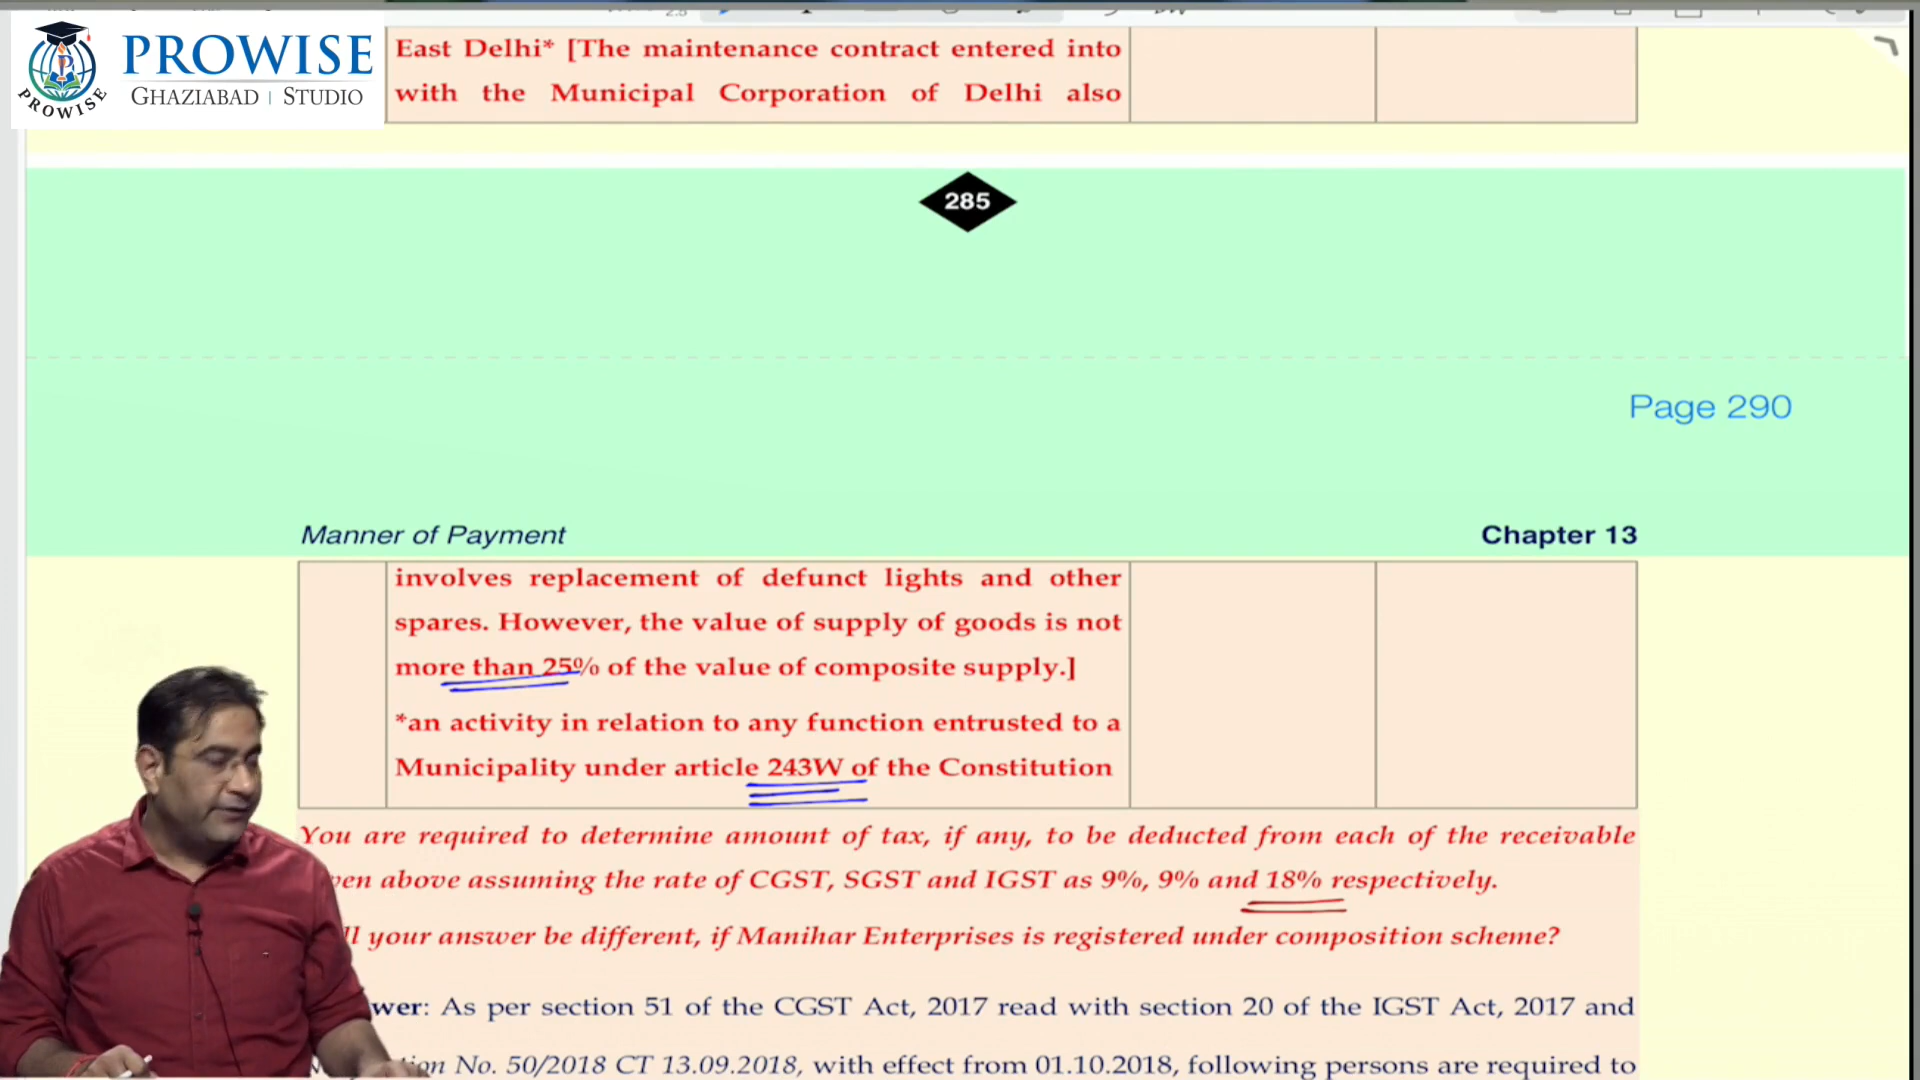 PROWISE
GHAZIABAD | STUDIO
PROWISE
East Delhi* [The maintenance contract entered into
with the Municipal Corporation of Delhi also
285
Page 290
Manner of Payment
Chapter 13
involves replacement of defunct lights and other
spares. However, the value of supply of goods is not
more than 25% of the value of composite supply.]
*an activity in relation to any function entrusted to a
Municipality under article 243W of the Constitution
You are required to determine amount of tax, if any, to be deducted from each of the receivable
above assuming the rate of CGST, SGST and IGST as 9%, 9% and 18% respectively.
your answer be different, if Manihar Enterprises is registered under composition scheme?
wer: As per section 51 of the CGST Act, 2017 read with section 20 of the IGST Act, 2017 and
No. 50/2018 CT 13.09.2018, with effect from 01.10.2018, following persons are required to